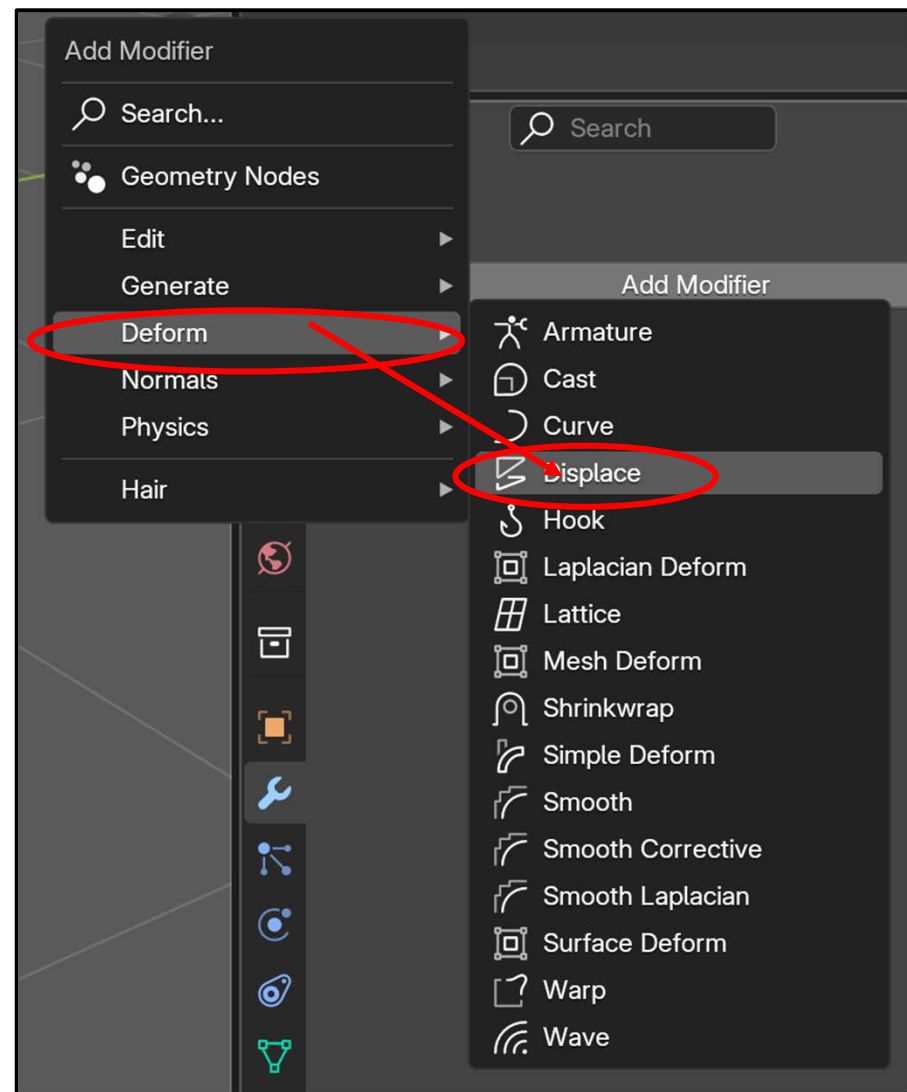 Add Modifier
Search...
Geometry Nodes
Edit
Generate
Deform
Normals
Physics
Hair
Search
Add Modifier
Armature
Cast
Curve
Displace
Hook
Laplacian Deform
Lattice
Mesh Deform
Shrinkwrap
Simple Deform
Smooth
Smooth Corrective
Smooth Laplacian
Surface Deform
Warp
Wave